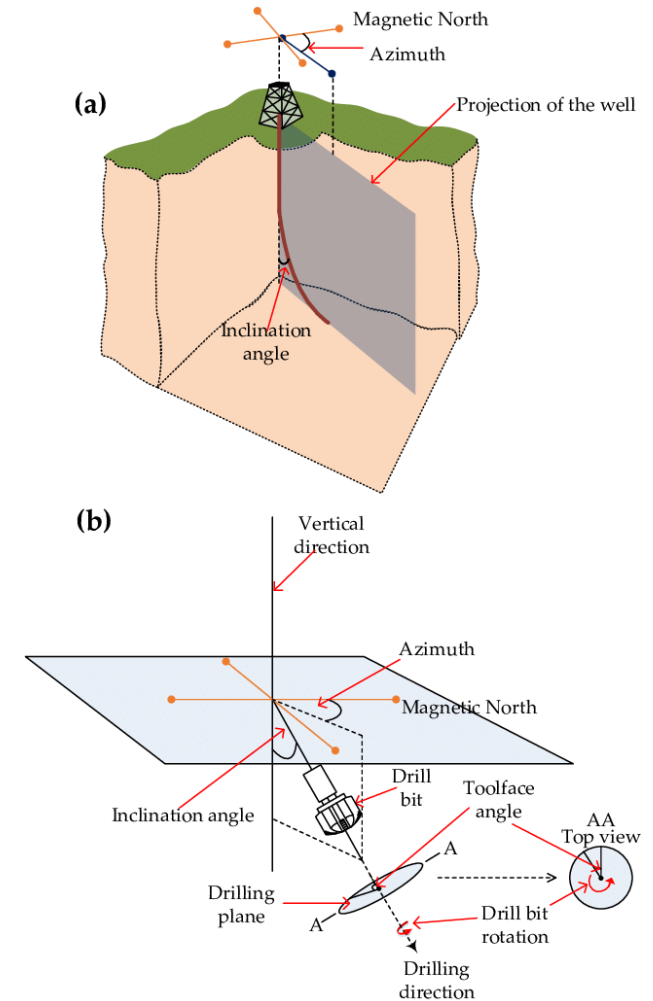 Magnetic North
Azimuth
(a)
Projection of the well
Inclination
angle
(b)
Vertical
direction
Azimuth
Magnetic North
Inclination angle
Drill
bit
Toolface
angle
AA
Top view
A
Drilling
plane
A
Drill bit
rotation
Drilling
direction